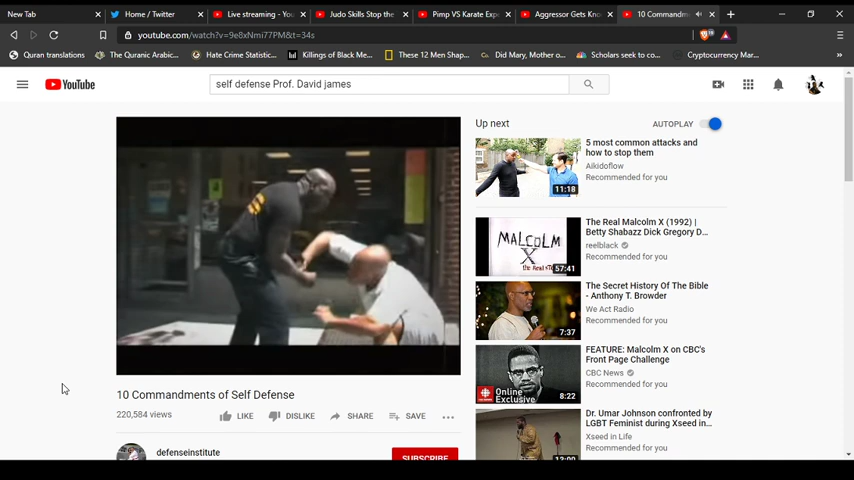 New Tab
Home / Twitter
Live streaming - You
Judo Skills Stop the
Pimp VS Karate Exp
Aggressor Gets Kno
10 Commandm
youtube.com/watch?v=9e8xNmi77PM&t=34s
Quran translations
The Quranic Arabic...
Hate Crime Statistic...
Killings of Black Me...
These 12 Men Shap...
Did Mary, Mother o...
Scholars seek to co...
Cryptocurrency Mar...
YouTube
self defense Prof. David james
Up next
AUTOPLAY
5 most common attacks and
how to stop them
Aikidoflow
Recommended for you
11:18
The Real Malcolm X (1992) |
Betty Shabazz Dick Gregory D...
reelblack
Recommended for you
MALCOLM
X
the Real
57:41
The Secret History Of The Bible
- Anthony T. Browder
We Act Radio
Recommended for you
7:37
FEATURE: Malcolm X on CBC's
Front Page Challenge
CBC News
Recommended for you
Online
Exclusive
8:22
Dr. Umar Johnson confronted by
LGBT Feminist during Xseed in...
Xseed in Life
Recommended for you
12:00
10 Commandments of Self Defense
220,584 views
LIKE
DISLIKE
SHARE
SAVE
defenseinstitute
SUBSCRIBE